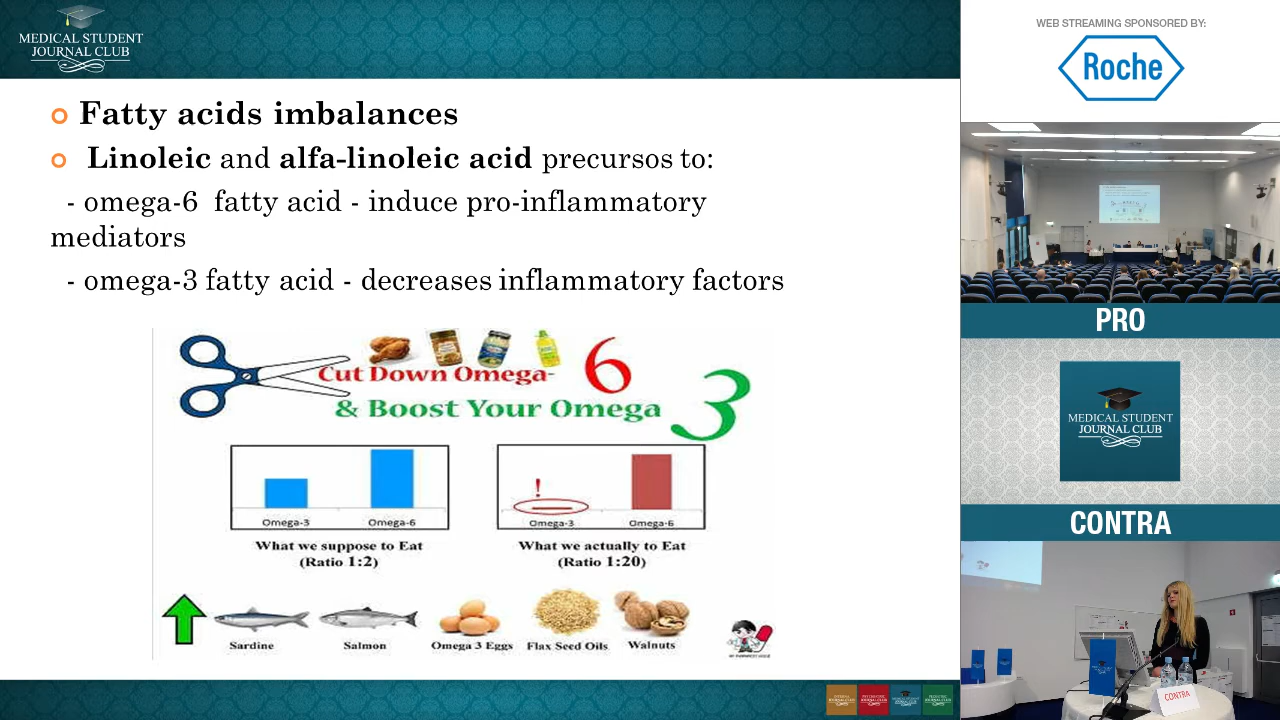 MEDICAL STUDENT
JOURNAL CLUB
Fatty acids imbalances
Linoleic and alfa-linoleic acid precursos to:
- omega-6 fatty acid - induce pro-inflammatory
mediators
- omega-3 fatty acid - decreases inflammatory factors
Cut Down Omega- 6
& Boost Your Omega 3
!
Omega-3 Omega-6
Omega-3 Omega-6
What we suppose to Eat
(Ratio 1:2)
What we actually to Eat
(Ratio 1:20)
Sardine Salmon Omega 3 Eggs Flax Seed Oils Walnuts
WEB STREAMING SPONSORED BY:
Roche
PRO
MEDICAL STUDENT
JOURNAL CLUB
CONTRA
CONTRA